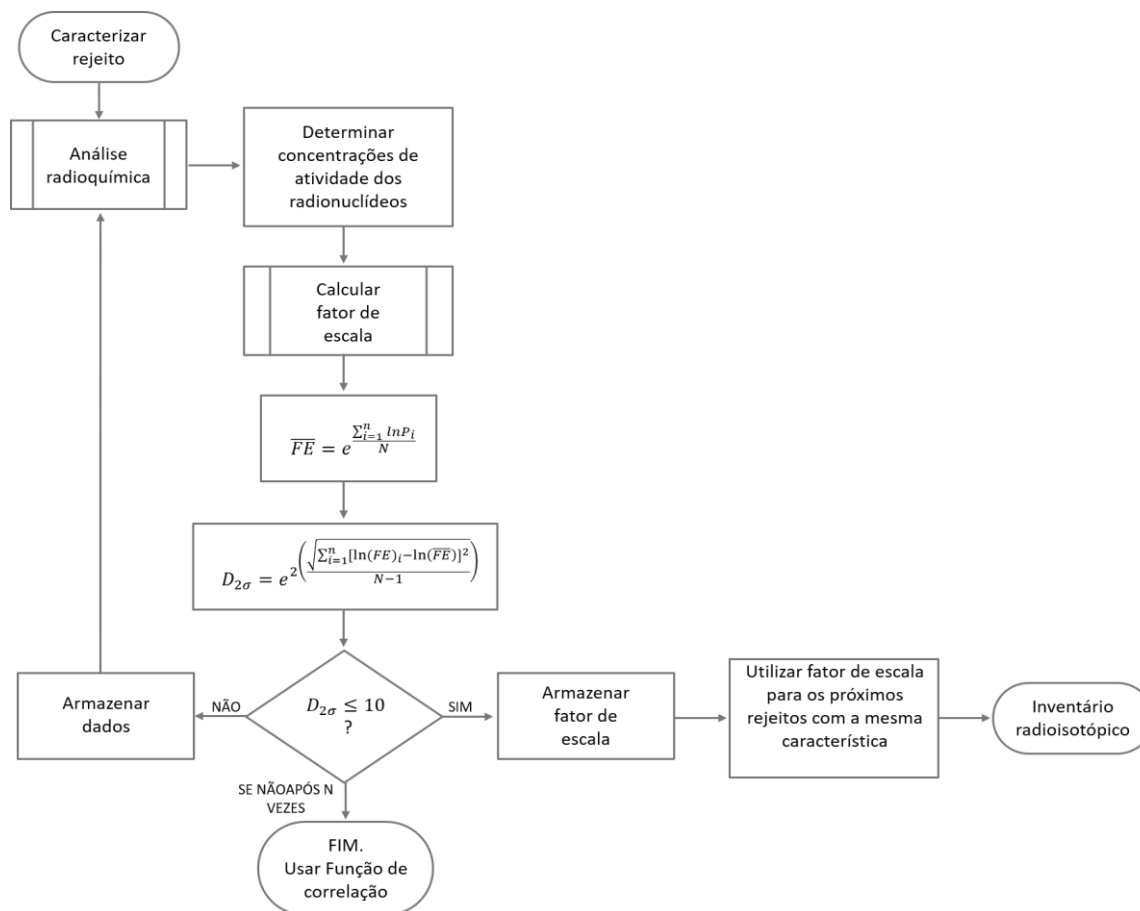 Caracterizar
rejeito
Análise
radioquímica
Determinar
concentrações de
atividade dos
radionuclídeos
Calcular
fator de
escala
$\overline{FE} = e^{\frac{\sum_{i=1}^{n} lnP_i}{N}}$
$D_{2\sigma} = e^{2\left(\frac{\sqrt{\sum_{i=1}^{n}[\ln(FE)_i - \ln(\overline{FE})]^2}}{N-1}\right)}$
$D_{2\sigma} \leq 10$
?
NÃO
Armazenar
dados
SIM
Armazenar
fator de
escala
Utilizar fator de escala
para os próximos
rejeitos com a mesma
característica
Inventário
radioisotópico
SE NÃOAPÓS N
VEZES
FIM.
Usar Função de
correlação